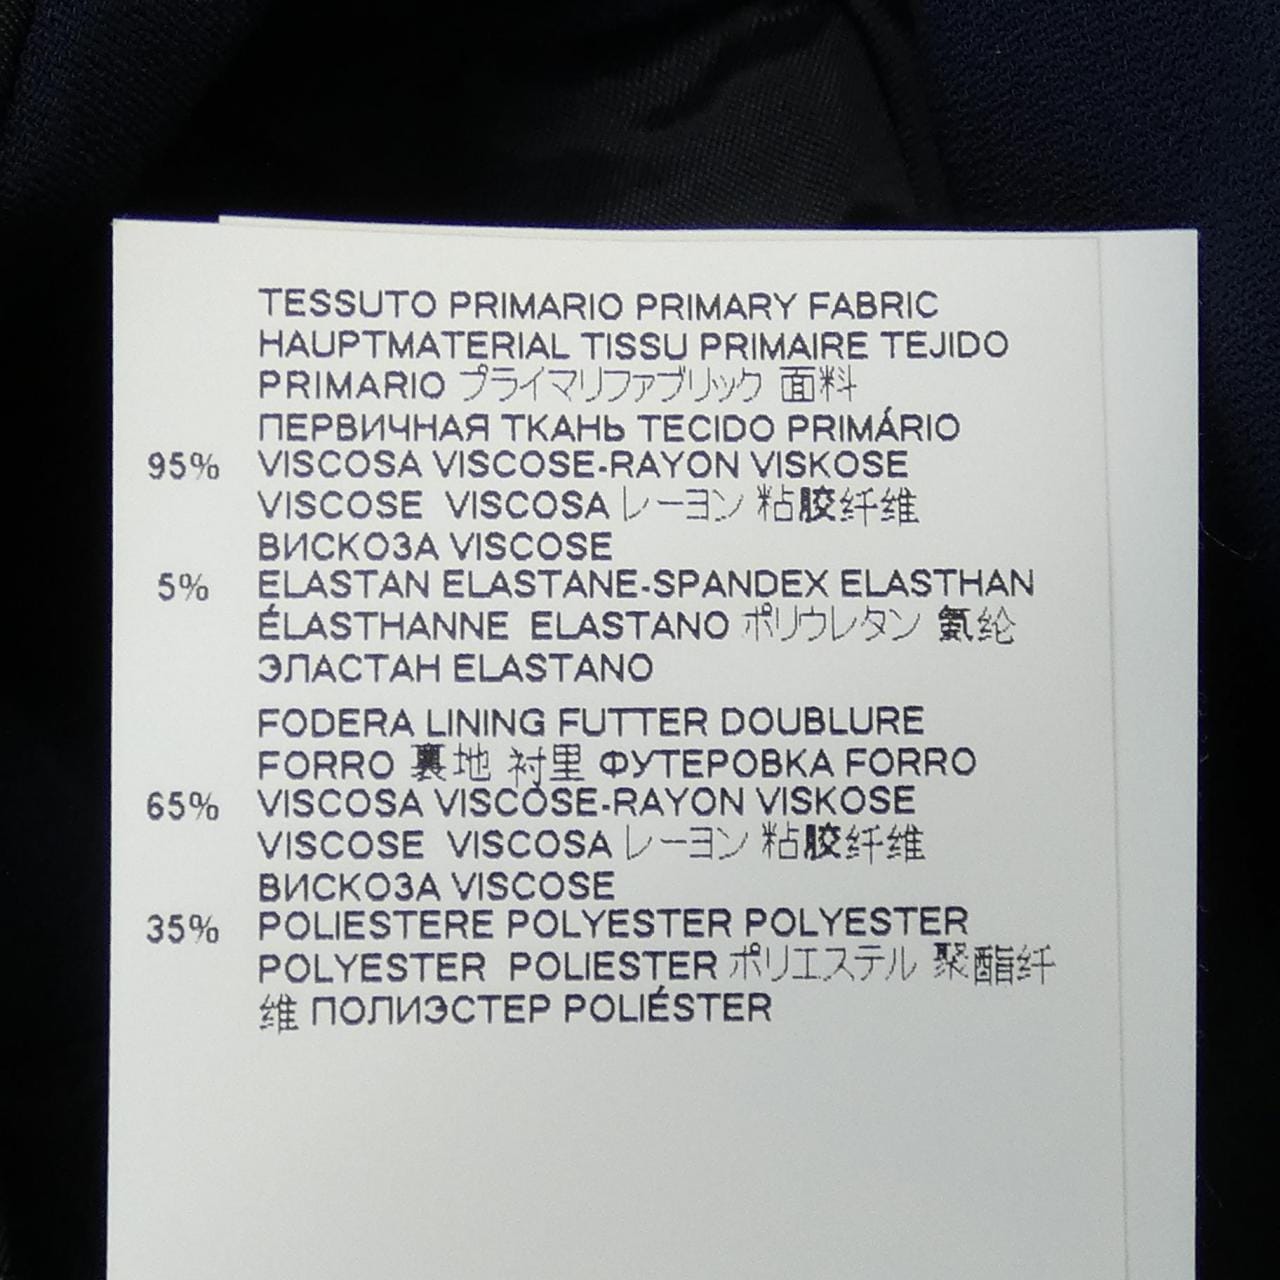 TESSUTO PRIMARIO PRIMARY FABRIC
HAUPTMATERIAL TISSU PRIMAIRE TEJIDO
PRIMARIO プライマリファブリック 面料
ПЕРВИЧНАЯ ТКАНЬ TECIDO PRIMÁRIO
95% VISCOSA VISCOSE-RAYON VISKOSE
VISCOSE VISCOSA レーヨン 粘胶纤维
ВИСКОЗА VISCOSE
5% ELASTAN ELASTANE-SPANDEX ELASTHAN
ÉLASTHANNE ELASTANO ポリウレタン 氨纶
ЭЛАСТАН ELASTANO
FODERA LINING FUTTER DOUBLURE
FORRO 裏地 衬里 ФУТЕРОВКА FORRO
65% VISCOSA VISCOSE-RAYON VISKOSE
VISCOSE VISCOSA レーヨン 粘胶纤维
ВИСКОЗА VISCOSE
35% POLIESTERE POLYESTER POLYESTER
POLYESTER POLIESTER ポリエステル 聚酯纤
维 ПОЛИЭСТЕР POLIÉSTER